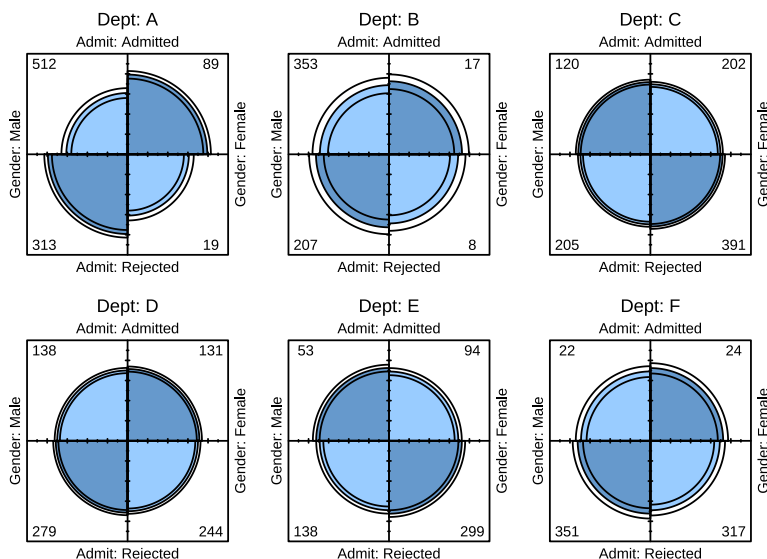 Dept: A
Admit: Admitted
512 89
Gender: Male
Gender: Female
313 19
Admit: Rejected
Dept: B
Admit: Admitted
353 17
Gender: Male
Gender: Female
207 8
Admit: Rejected
Dept: C
Admit: Admitted
120 202
Gender: Male
Gender: Female
205 391
Admit: Rejected
Dept: D
Admit: Admitted
138 131
Gender: Male
Gender: Female
279 244
Admit: Rejected
Dept: E
Admit: Admitted
53 94
Gender: Male
Gender: Female
138 299
Admit: Rejected
Dept: F
Admit: Admitted
22 24
Gender: Male
Gender: Female
351 317
Admit: Rejected